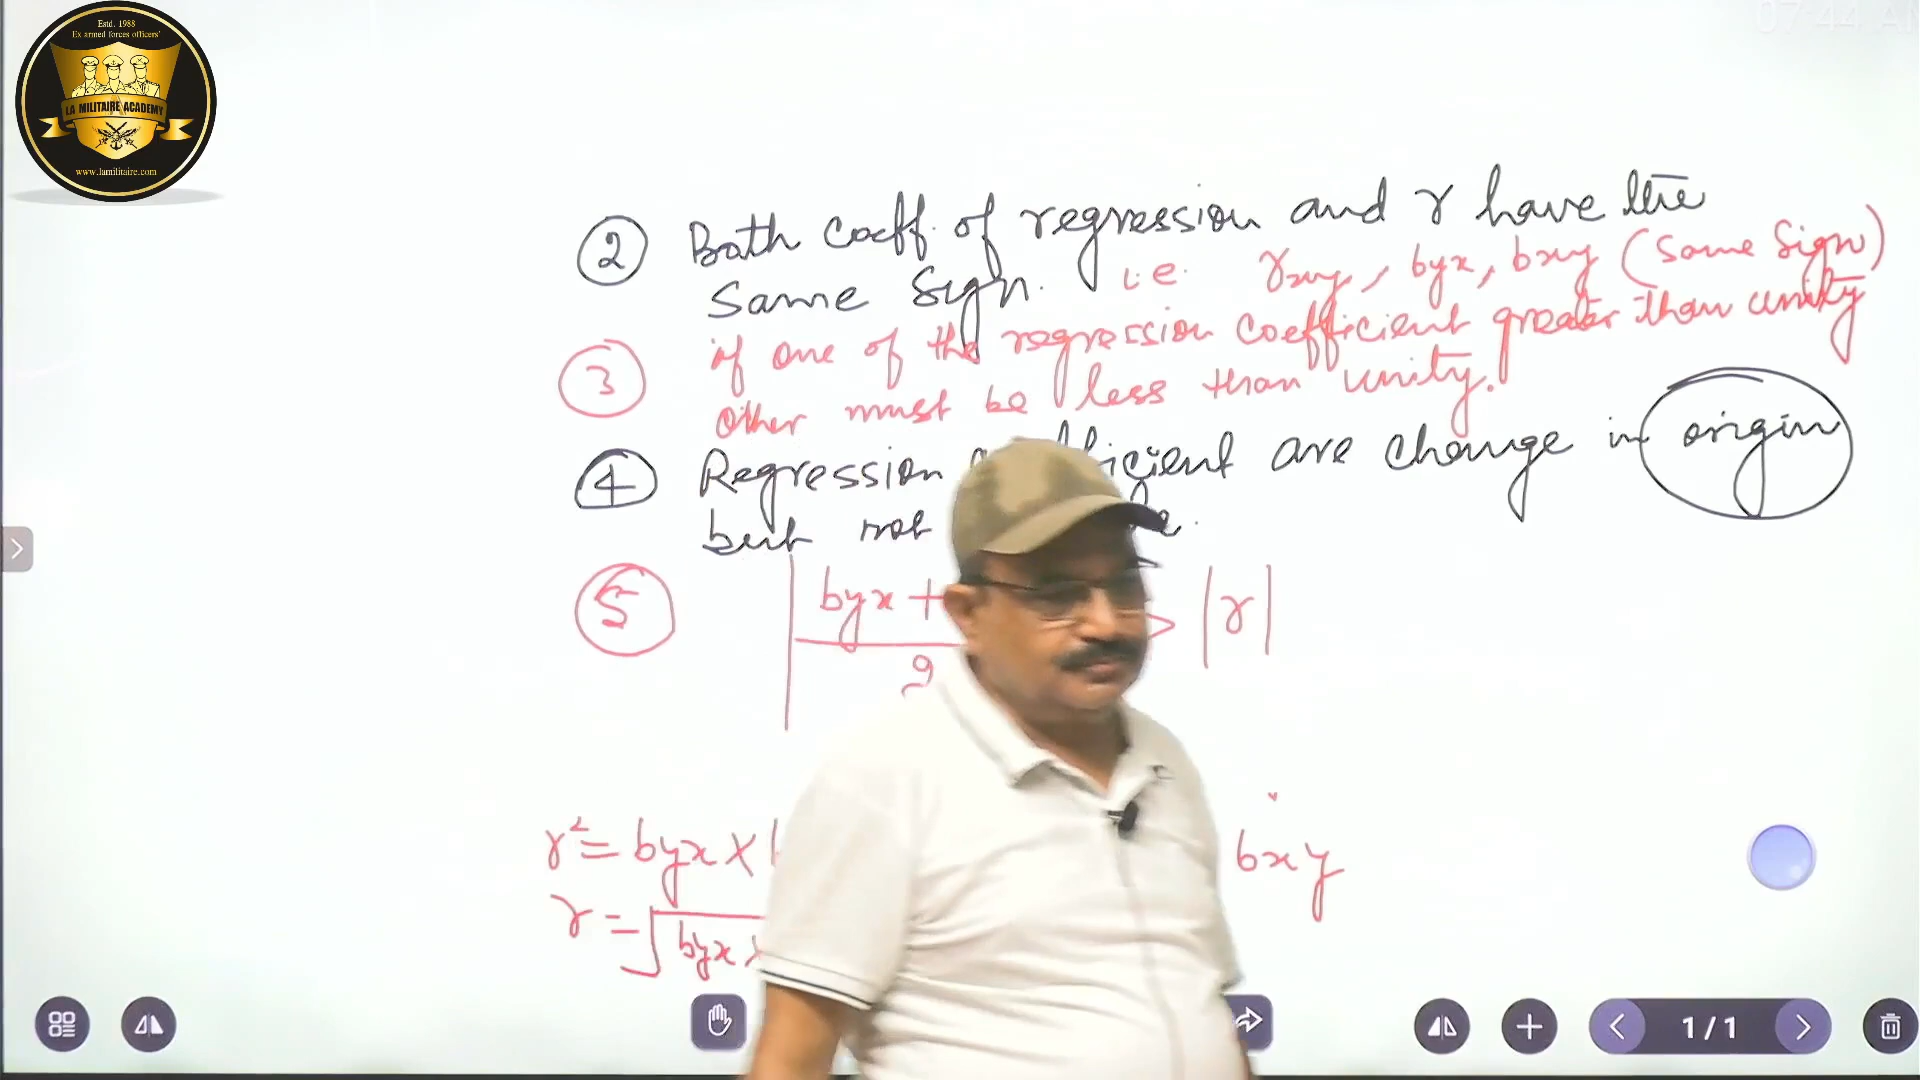 Estd. 1988
Ex armed forces officers'
LA MILITAIRE ACADEMY
www.lamilitaire.com
07:44 AM
② Both coeff. of regression and r have the
same sign. i.e. rxy, byx, bxy (Same Sign)
③ if one of the regression coefficient greater than unity
other must be less than unity.
④ Regression are change in origin
but not
⑤ | byx + > |r|
2
r² = byx × bxy
r = √byx ×
1/1